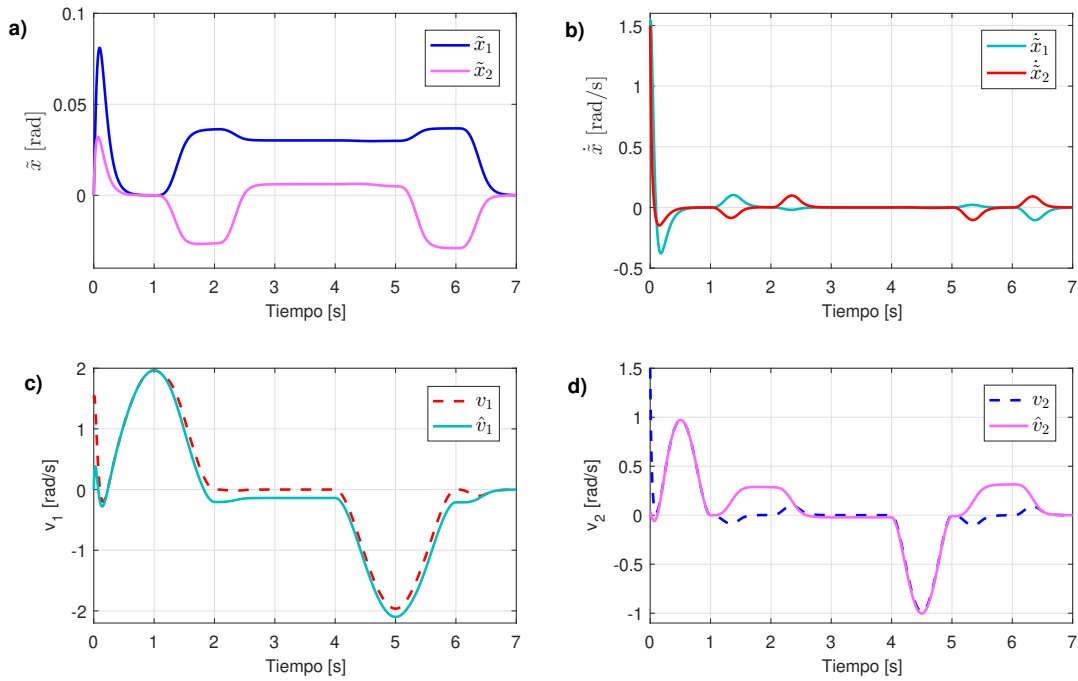 a)
0.1
0.05
0
x̃ [rad]
x̃₁
x̃₂
0 1 2 3 4 5 6 7
Tiempo [s]
b)
1.5
1
0.5
0
-0.5
x̃̇ [rad/s]
x̃̇₁
x̃̇₂
0 1 2 3 4 5 6 7
Tiempo [s]
c)
2
1
0
-1
-2
v₁ [rad/s]
v₁
v̂₁
0 1 2 3 4 5 6 7
Tiempo [s]
d)
1.5
1
0.5
0
-0.5
-1
v₂ [rad/s]
v₂
v̂₂
0 1 2 3 4 5 6 7
Tiempo [s]